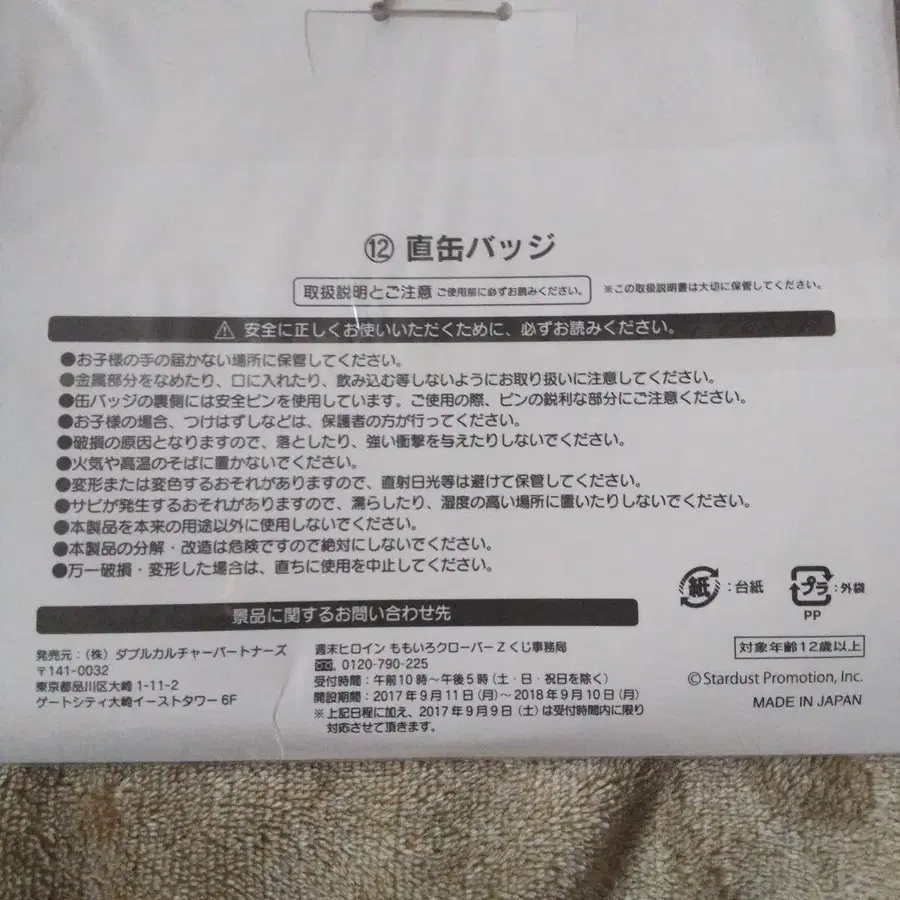 ⑫ 直缶バッジ
取扱説明とご注意 ご使用前に必ずお読みください。 ※この取扱説明書は大切に保管してください。
⚠ 安全に正しくお使いいただくために、必ずお読みください。
●お子様の手の届かない場所に保管してください。
●金属部分をなめたり、口に入れたり、飲み込む等しないようにお取り扱いに注意してください。
●缶バッジの裏側には安全ピンを使用しています。ご使用の際、ピンの鋭利な部分にご注意ください。
●お子様の場合、つけはずしなどは、保護者の方が行ってください。
●破損の原因となりますので、落としたり、強い衝撃を与えたりしないでください。
●火気や高温のそばに置かないでください。
●変形または変色するおそれがありますので、直射日光等は避けて保管してください。
●サビが発生するおそれがありますので、濡らしたり、湿度の高い場所に置いたりしないでください。
●本製品を本来の用途以外に使用しないでください。
●本製品の分解・改造は危険ですので絶対にしないでください。
●万一破損・変形した場合は、直ちに使用を中止してください。
紙:台紙 プラ:外袋
PP
景品に関するお問い合わせ先
発売元:(株)ダブルカルチャーパートナーズ
〒141-0032
東京都品川区大崎 1-11-2
ゲートシティ大崎イーストタワー 6F
週末ヒロイン ももいろクローバーZくじ事務局
0120-790-225
受付時間:午前10時〜午後5時(土・日・祝日を除く)
開設期間:2017年9月11日(月)〜2018年9月10日(月)
※上記日程に加え、2017年9月9日(土)は受付時間内に限り
対応させて頂きます。
対象年齢12歳以上
©Stardust Promotion, Inc.
MADE IN JAPAN